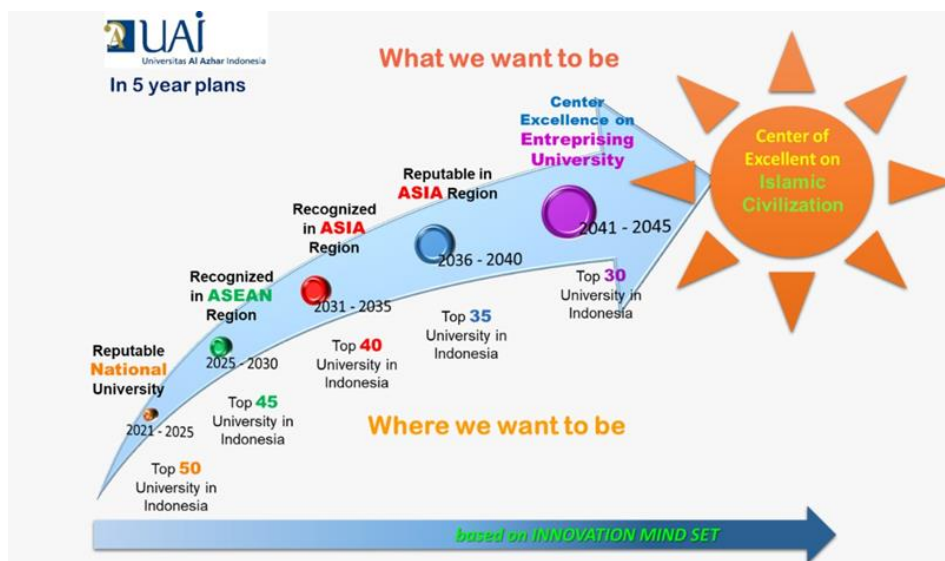 UAI
Universitas Al Azhar Indonesia
In 5 year plans
What we want to be
Center
Excellence on
Entreprising
University
2041 - 2045
Top 30
University in
Indonesia
Reputable in
ASIA Region
2036 - 2040
Top 35
University in
Indonesia
Recognized
in ASIA
Region
2031 - 2035
Top 40
University in
Indonesia
Recognized
in ASEAN
Region
2025 - 2030
Top 45
University in
Indonesia
Reputable
National
University
2021 - 2025
Top 50
University in
Indonesia
Center of
Excellent on
Islamic
Civilization
Where we want to be
based on INNOVATION MIND SET